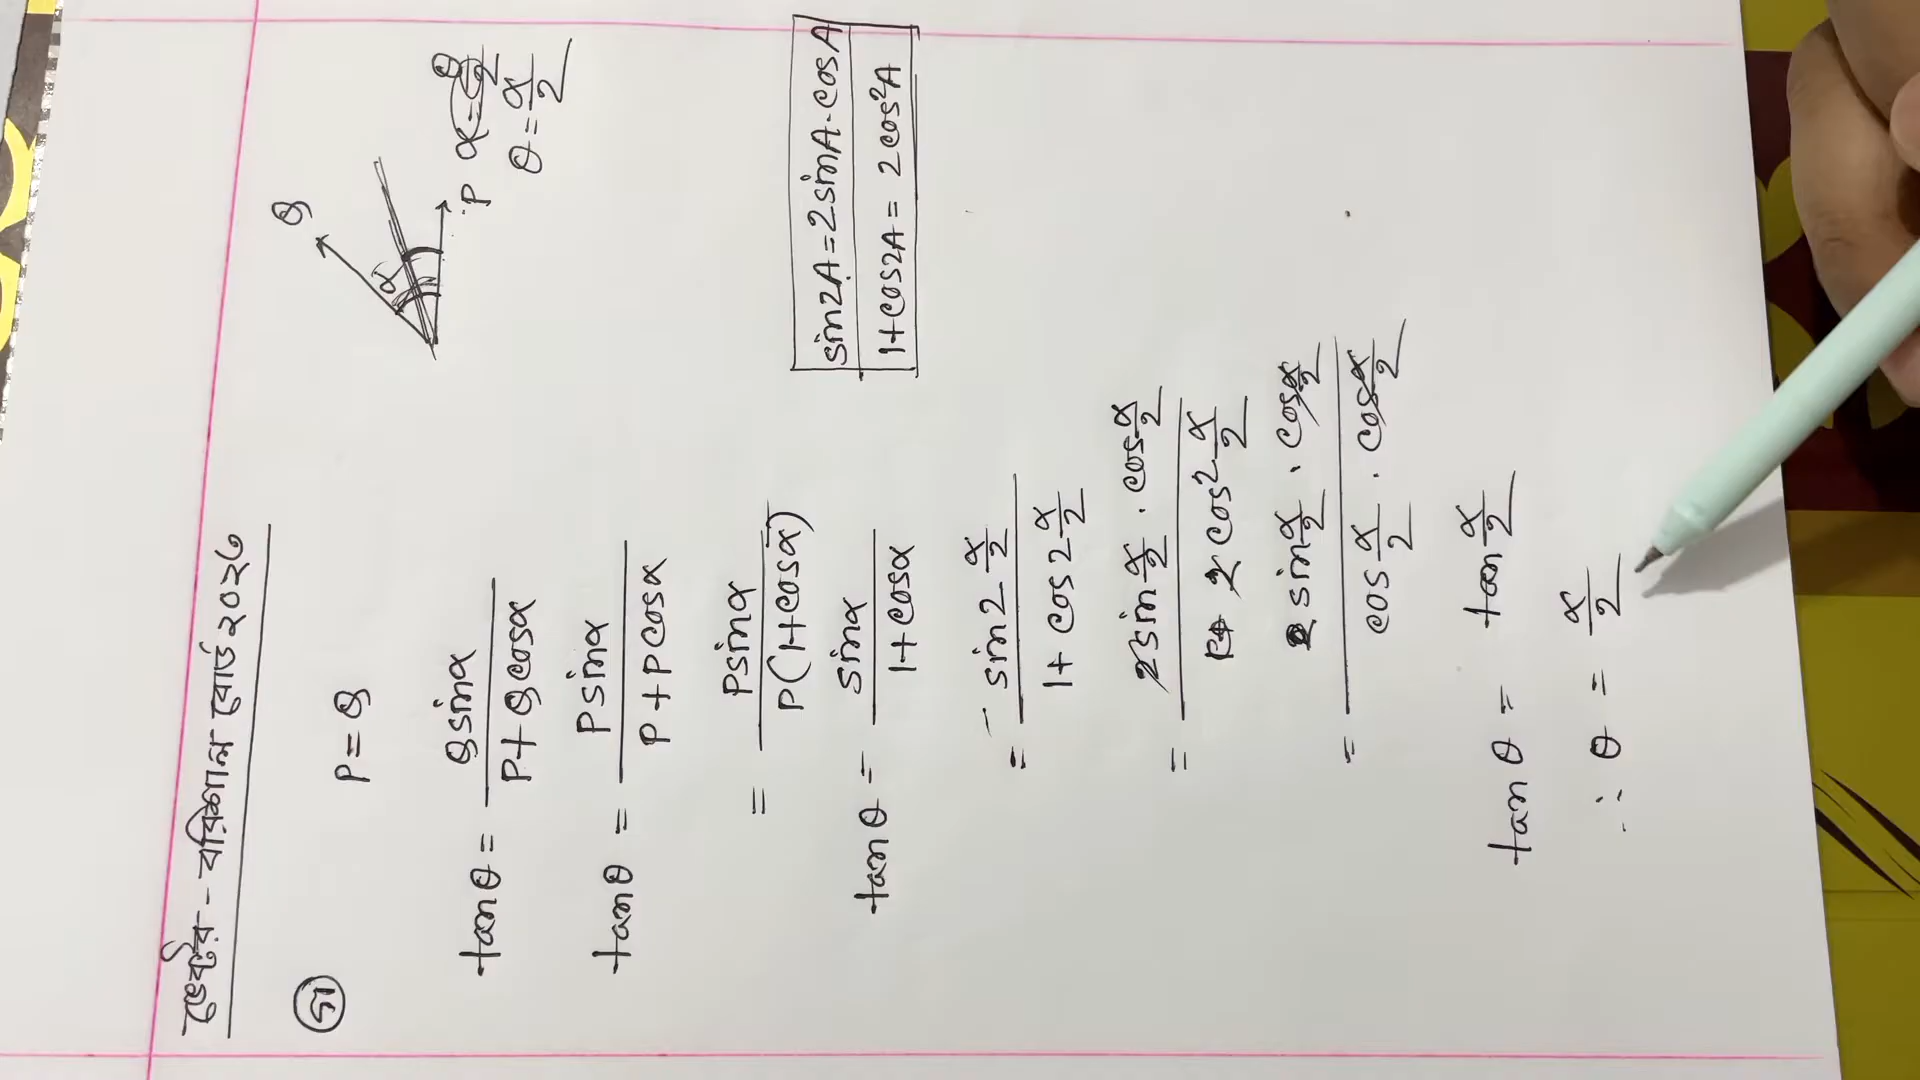 ভেক্টর - বরিশাল বোর্ড ২০২৩
গ
P = Q
tanθ = Qsinα / P + Qcosα
tanθ = Psinα / P + Pcosα
= Psinα / P(1+cosα)
tanθ = sinα / 1+cosα
= sin2 α/2 / 1 + cos2 α/2
= 2sin α/2 . cos α/2 / 2cos² α/2
= sin α/2 . cos α/2 / cos α/2 . cos α/2
tanθ = tan α/2
∴ θ = α/2
Q
α
P
θ = α/2
sin2A = 2sinA.cosA
1+cos2A = 2cos²A